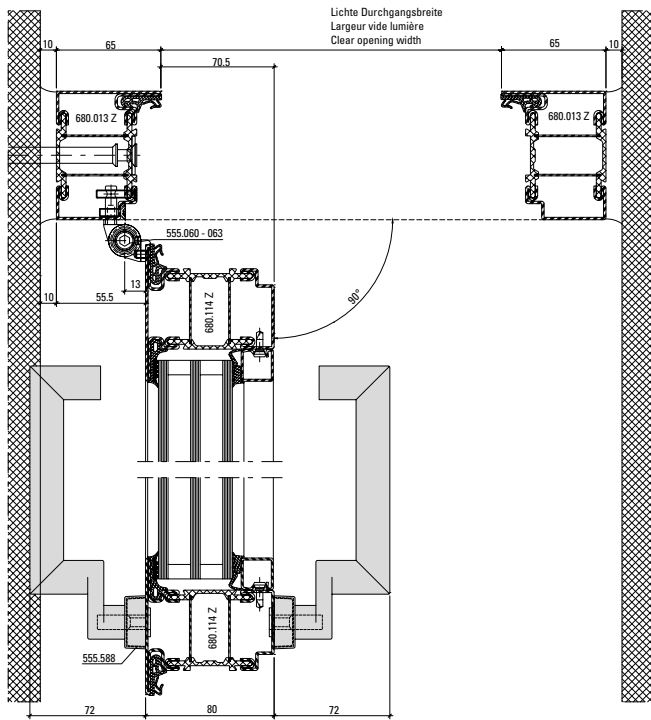 Lichte Durchgangsbreite
Largeur vide lumière
Clear opening width
10
65
65
10
70.5
680.013 Z
680.013 Z
555.060 - 063
13
10
55.5
680.114 Z
90°
680.114 Z
555.588
72
80
72